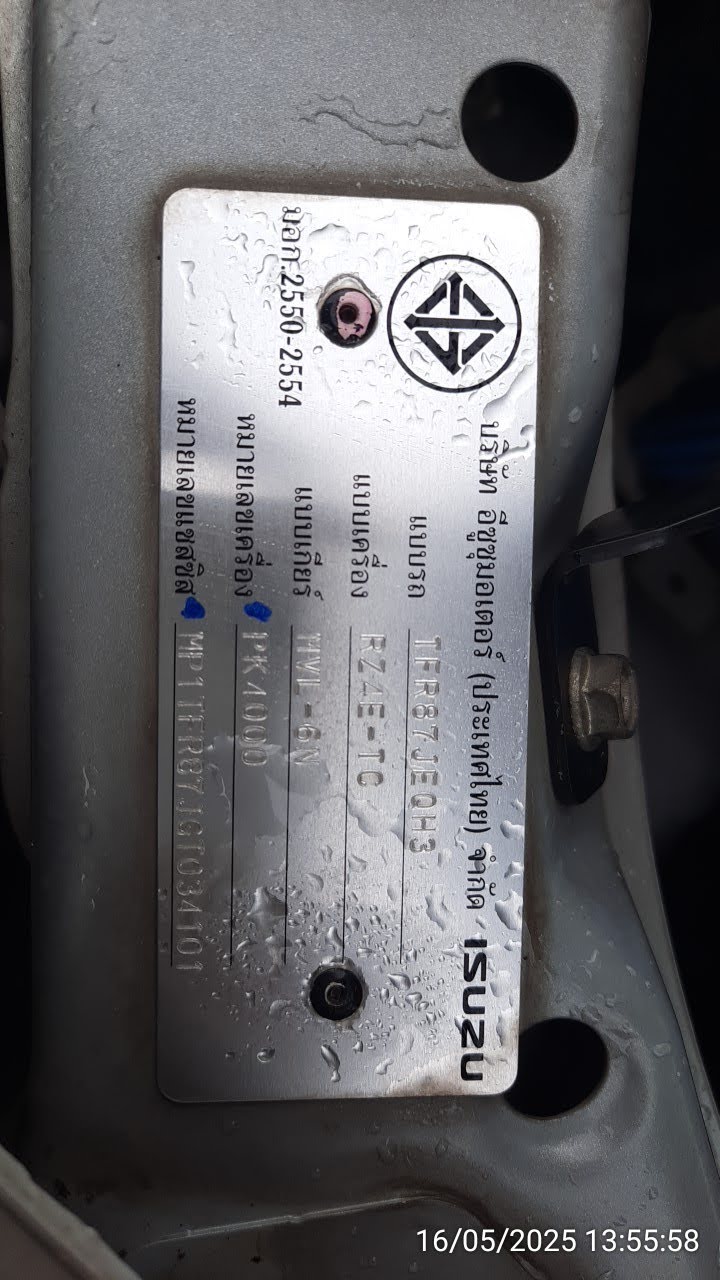 บริษัท อีซูซุมอเตอร์ (ประเทศไทย) จำกัด ISUZU
มอก.2550-2554
แบบรถ TFR87JEQH3
แบบเครื่อง RZ4E-TC
แบบเกียร์ MVL-6N
หมายเลขเครื่อง
หมายเลขแชสซีส์
16/05/2025 13:55:58